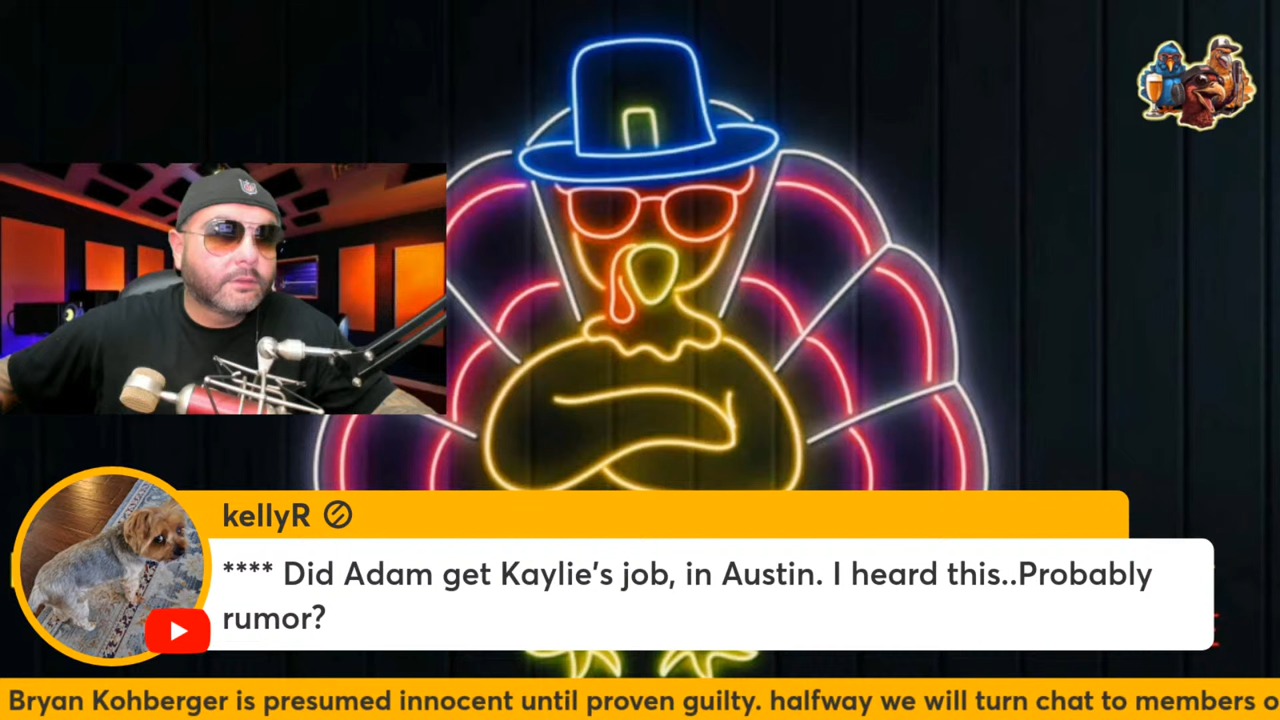 kellyR
**** Did Adam get Kaylie's job, in Austin. I heard this..Probably
rumor?
Bryan Kohberger is presumed innocent until proven guilty. halfway we will turn chat to members o